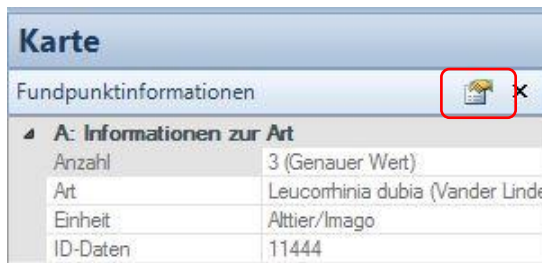 Karte
Fundpunktinformationen
A: Informationen zur Art
Anzahl 3 (Genauer Wert)
Art Leucorrhinia dubia (Vander Linde
Einheit Alttier/Imago
ID-Daten 11444